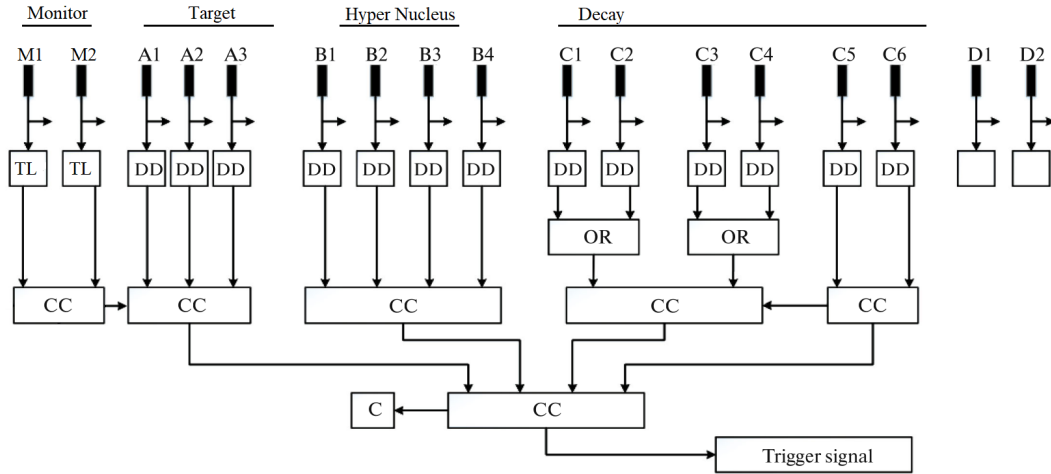 Monitor Target Hyper Nucleus Decay
M1 M2 A1 A2 A3 B1 B2 B3 B4 C1 C2 C3 C4 C5 C6 D1 D2
TL TL DD DD DD DD DD DD DD DD DD DD DD DD DD
OR OR
CC CC CC CC CC
C CC
Trigger signal